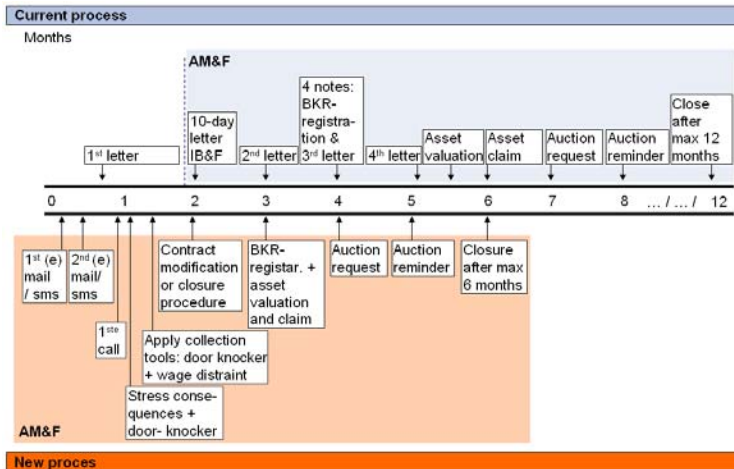 Current process
Months
AM&F
1st letter
10-day
letter
IB&F
2nd letter
4 notes:
BKR-
registra-
tion &
3rd letter
4th letter
Asset
valuation
Asset
claim
Auction
request
Auction
reminder
Close
after
max 12
months
0 1 2 3 4 5 6 7 8 ... / ... / 12
1st (e)
mail
/ sms
2nd (e)
mail/
sms
1ste
call
Stress conse-
quences +
door- knocker
Apply collection
tools: door knocker
+ wage distraint
Contract
modification
or closure
procedure
BKR-
registar. +
asset
valuation
and claim
Auction
request
Auction
reminder
Closure
after max
6 months
AM&F
New proces